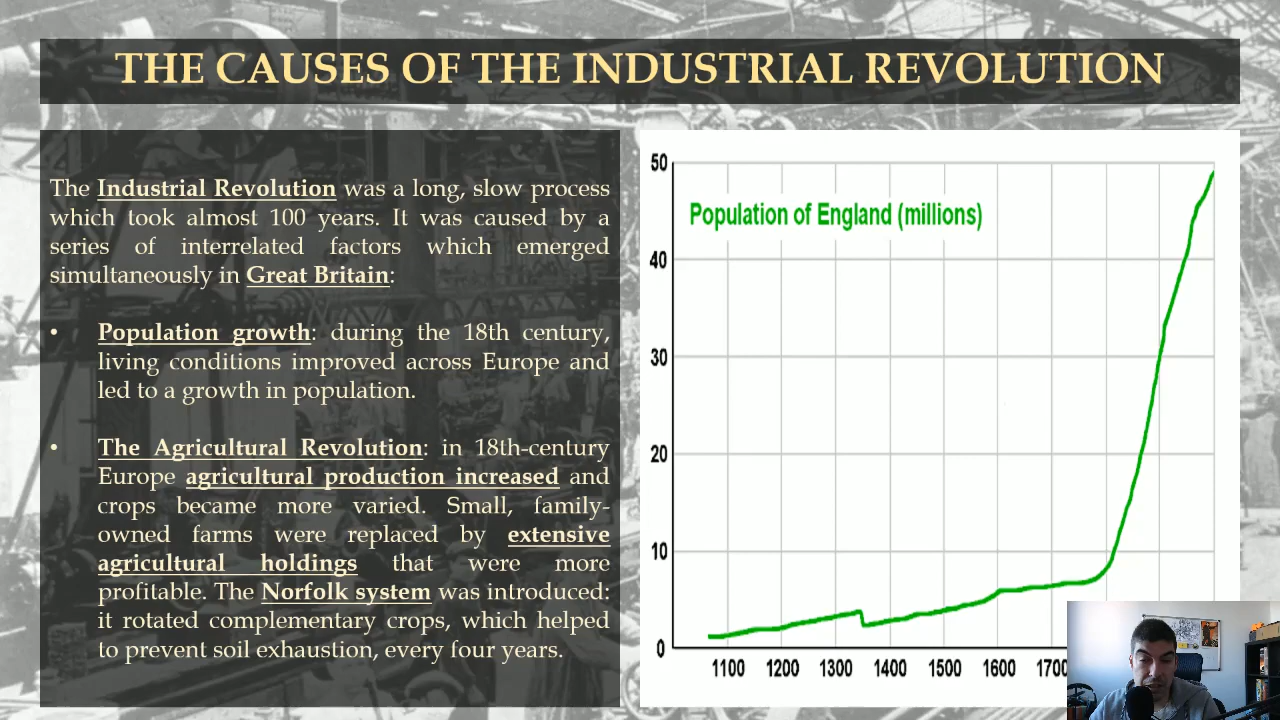 THE CAUSES OF THE INDUSTRIAL REVOLUTION
The Industrial Revolution was a long, slow process
which took almost 100 years. It was caused by a
series of interrelated factors which emerged
simultaneously in Great Britain:
• Population growth: during the 18th century,
living conditions improved across Europe and
led to a growth in population.
• The Agricultural Revolution: in 18th-century
Europe agricultural production increased and
crops became more varied. Small, family-
owned farms were replaced by extensive
agricultural holdings that were more
profitable. The Norfolk system was introduced:
it rotated complementary crops, which helped
to prevent soil exhaustion, every four years.
Population of England (millions)
50
40
30
20
10
0
1100 1200 1300 1400 1500 1600 1700